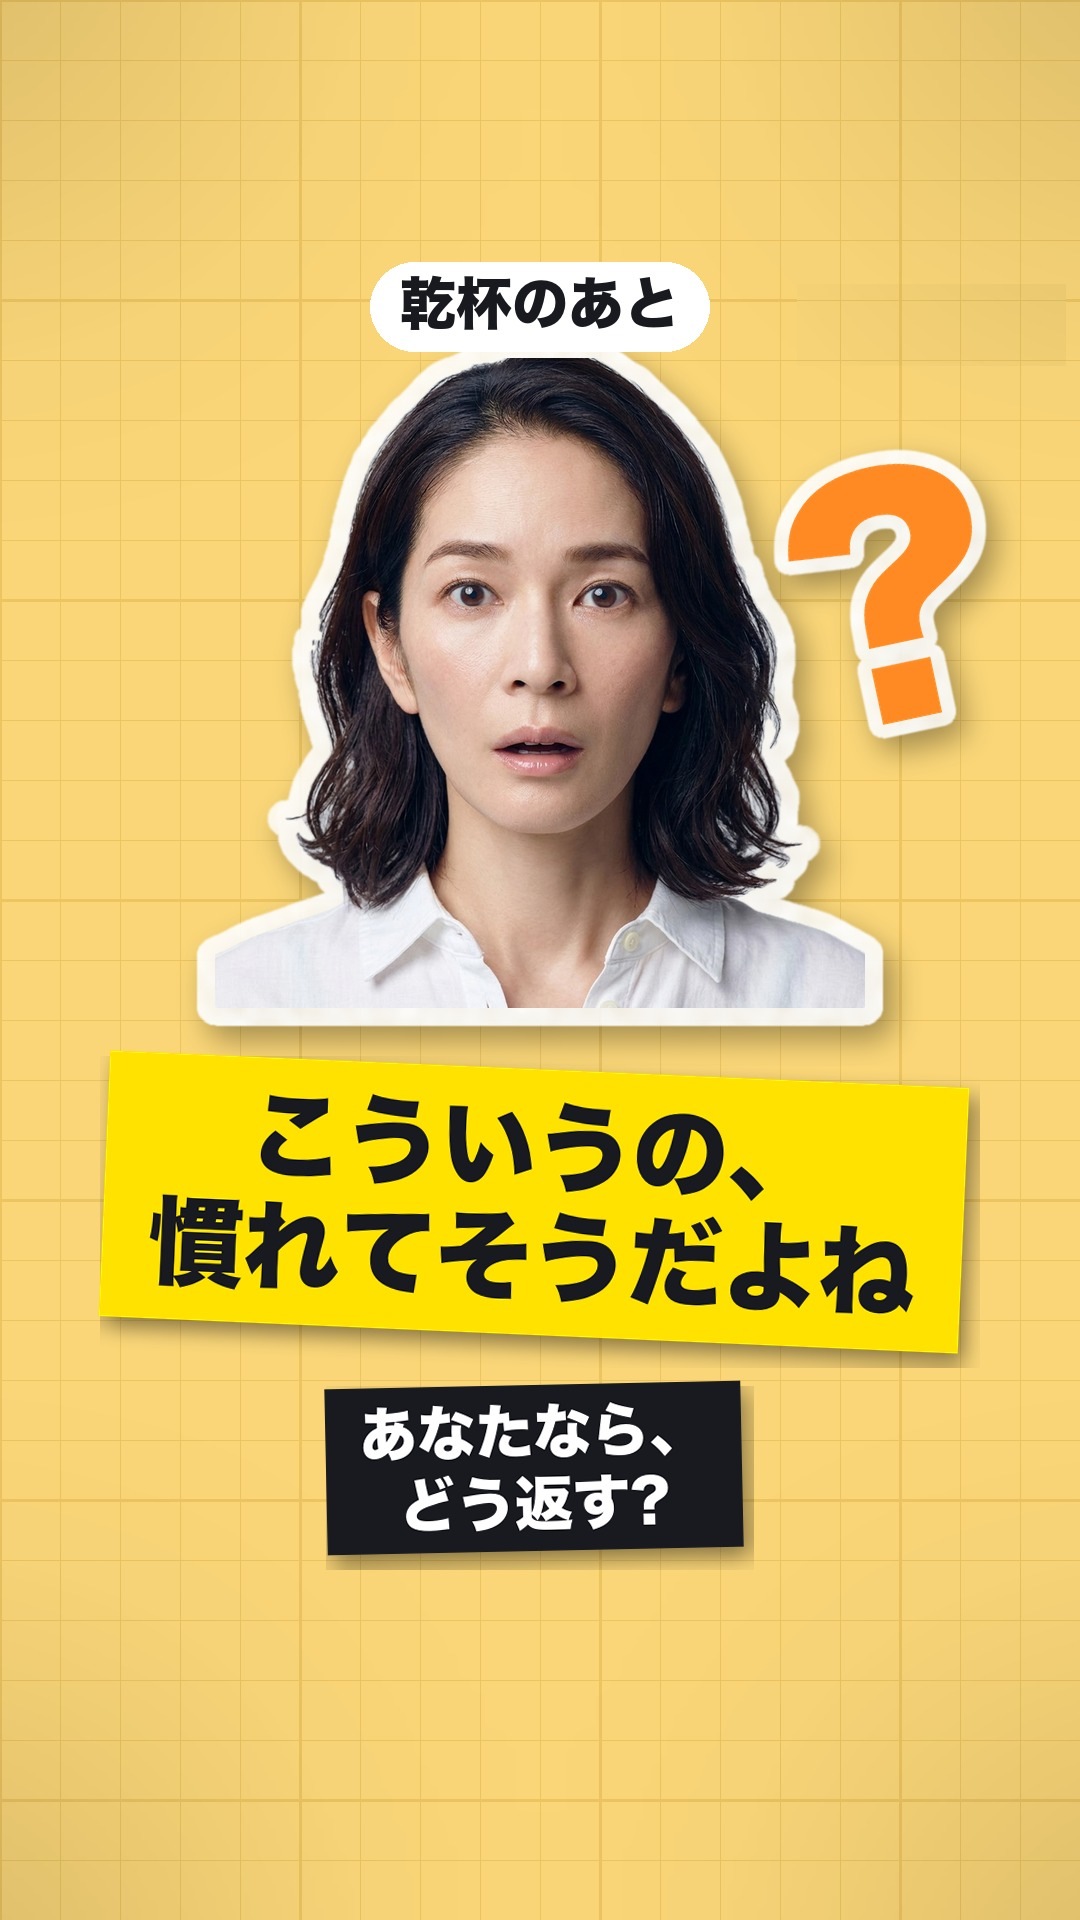 乾杯のあと
?
こういうの、
慣れてそうだよね
あなたなら、
どう返す?